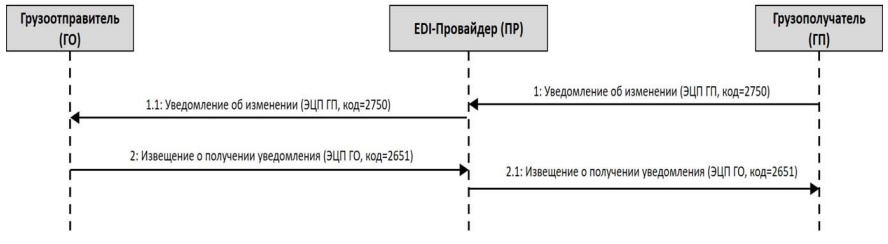 Грузоотправитель
(ГО)
EDI-Провайдер (ПР)
Грузополучатель
(ГП)
1: Уведомление об изменении (ЭЦП ГП, код=2750)
1.1: Уведомление об изменении (ЭЦП ГП, код=2750)
2: Извещение о получении уведомления (ЭЦП ГО, код=2651)
2.1: Извещение о получении уведомления (ЭЦП ГО, код=2651)